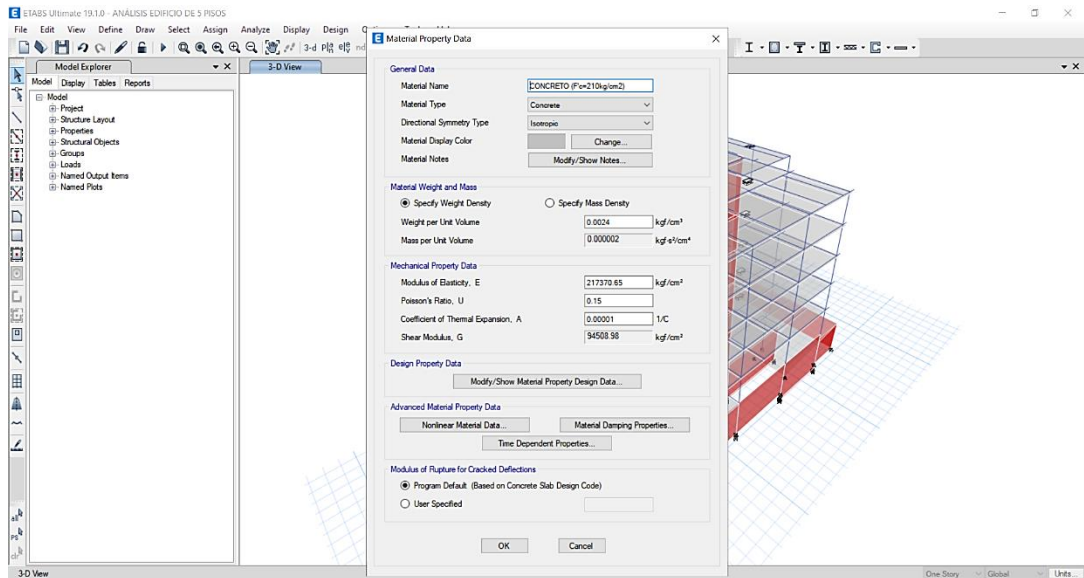 ETABS Ultimate 19.1.0 - ANÁLISIS EDIFICIO DE 5 PISOS
File Edit View Define Draw Select Assign Analyze Display Design
3-d
Model Explorer
3-D View
Model Display Tables Reports
Model
Project
Structure Layout
Properties
Structural Objects
Groups
Loads
Named Output Items
Named Plots
Material Property Data
General Data
Material Name CONCRETO (F'c=210kg/cm2)
Material Type Concrete
Directional Symmetry Type Isotropic
Material Display Color Change...
Material Notes Modify/Show Notes...
Material Weight and Mass
Specify Weight Density Specify Mass Density
Weight per Unit Volume 0.0024 kgf/cm³
Mass per Unit Volume 0.000002 kgf-s²/cm⁴
Mechanical Property Data
Modulus of Elasticity, E 217370.65 kgf/cm²
Poisson's Ratio, U 0.15
Coefficient of Thermal Expansion, A 0.00001 1/C
Shear Modulus, G 94508.98 kgf/cm²
Design Property Data
Modify/Show Material Property Design Data...
Advanced Material Property Data
Nonlinear Material Data... Material Damping Properties...
Time Dependent Properties...
Modulus of Rupture for Cracked Deflections
Program Default (Based on Concrete Slab Design Code)
User Specified
OK Cancel
all
ps
clr
3-D View
One Story Global Units...